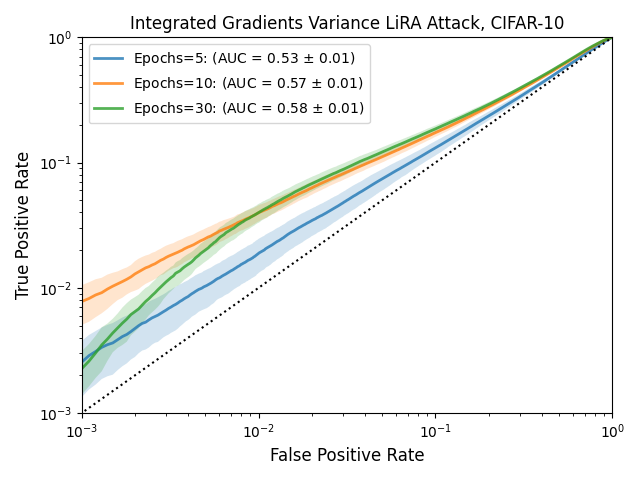 Integrated Gradients Variance LiRA Attack, CIFAR-10
Epochs=5: (AUC = 0.53 ± 0.01)
Epochs=10: (AUC = 0.57 ± 0.01)
Epochs=30: (AUC = 0.58 ± 0.01)
True Positive Rate
10⁰
10⁻¹
10⁻²
10⁻³
10⁻³ 10⁻² 10⁻¹ 10⁰
False Positive Rate